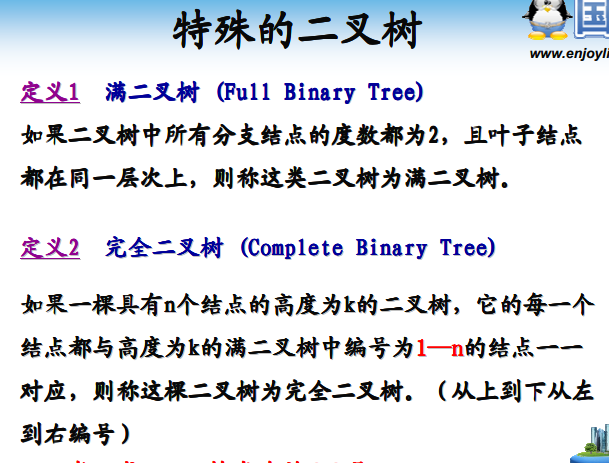 特殊的二叉树
国
www.enjoyli
定义1 满二叉树 (Full Binary Tree)
如果二叉树中所有分支结点的度数都为2，且叶子结点
都在同一层次上，则称这类二叉树为满二叉树。
定义2 完全二叉树 (Complete Binary Tree)
如果一棵具有n个结点的高度为k的二叉树，它的每一个
结点都与高度为k的满二叉树中编号为1—n的结点一一
对应，则称这棵二叉树为完全二叉树。（从上到下从左
到右编号）